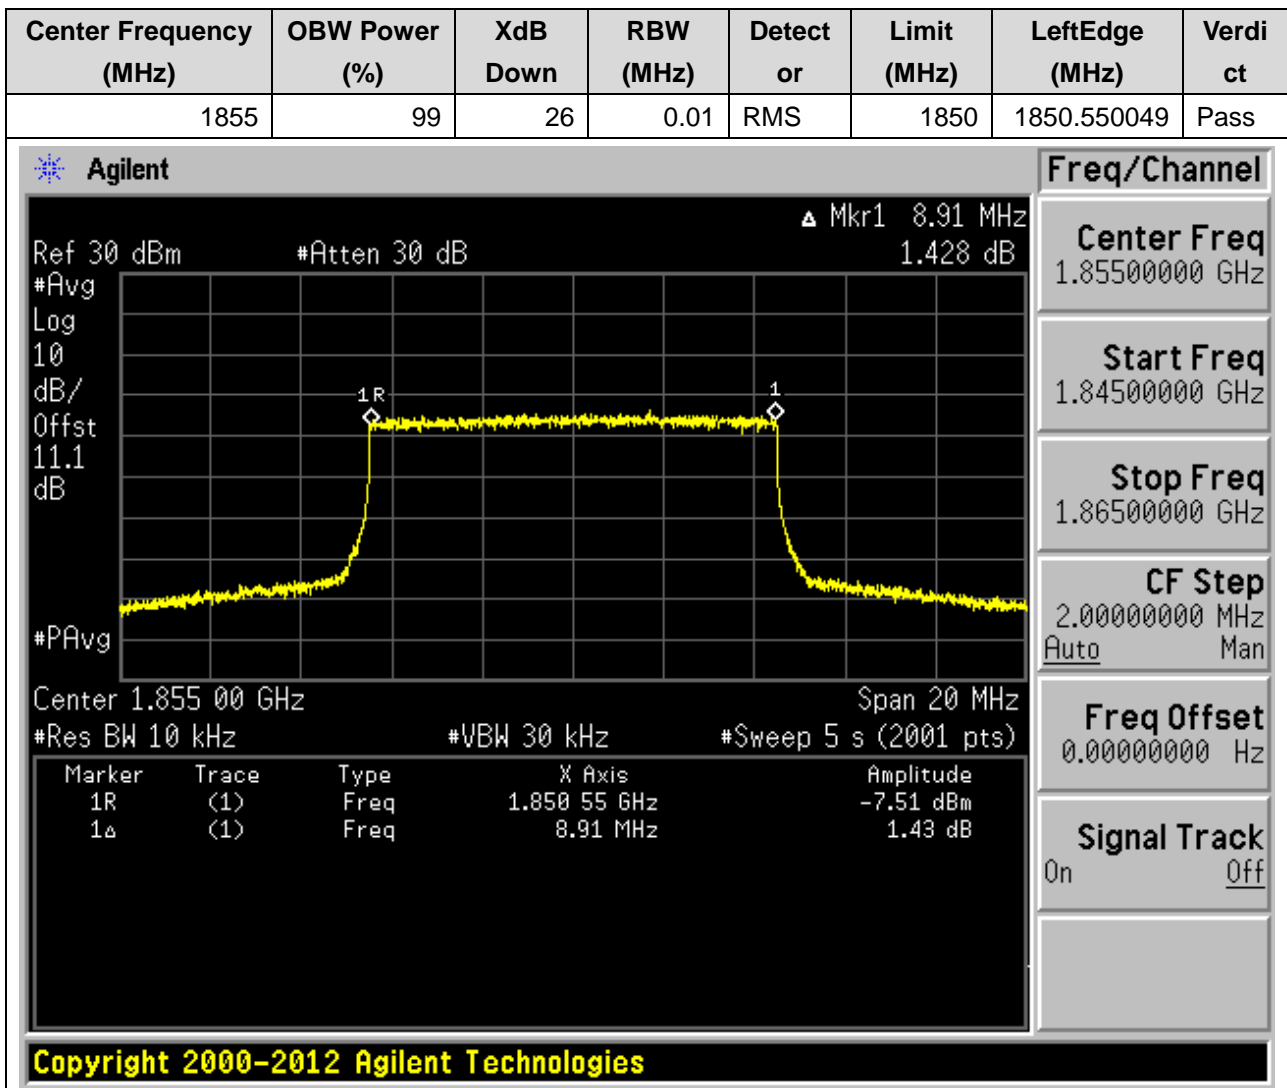 Center Frequency (MHz) OBW Power (%) XdB Down RBW (MHz) Detect or Limit (MHz) LeftEdge (MHz) Verdi ct
1855 99 26 0.01 RMS 1850 1850.550049 Pass
Agilent
Freq/Channel
Δ Mkr1 8.91 MHz
Ref 30 dBm #Atten 30 dB 1.428 dB
#Avg
Log
10
dB/
Offst
11.1
dB
#PAvg
1R
1
Center 1.855 00 GHz Span 20 MHz
#Res BW 10 kHz #VBW 30 kHz #Sweep 5 s (2001 pts)
Marker Trace Type X Axis Amplitude
1R (1) Freq 1.850 55 GHz -7.51 dBm
1Δ (1) Freq 8.91 MHz 1.43 dB
Center Freq
1.85500000 GHz
Start Freq
1.84500000 GHz
Stop Freq
1.86500000 GHz
CF Step
2.00000000 MHz
Auto Man
Freq Offset
0.00000000 Hz
Signal Track
On Off
Copyright 2000-2012 Agilent Technologies